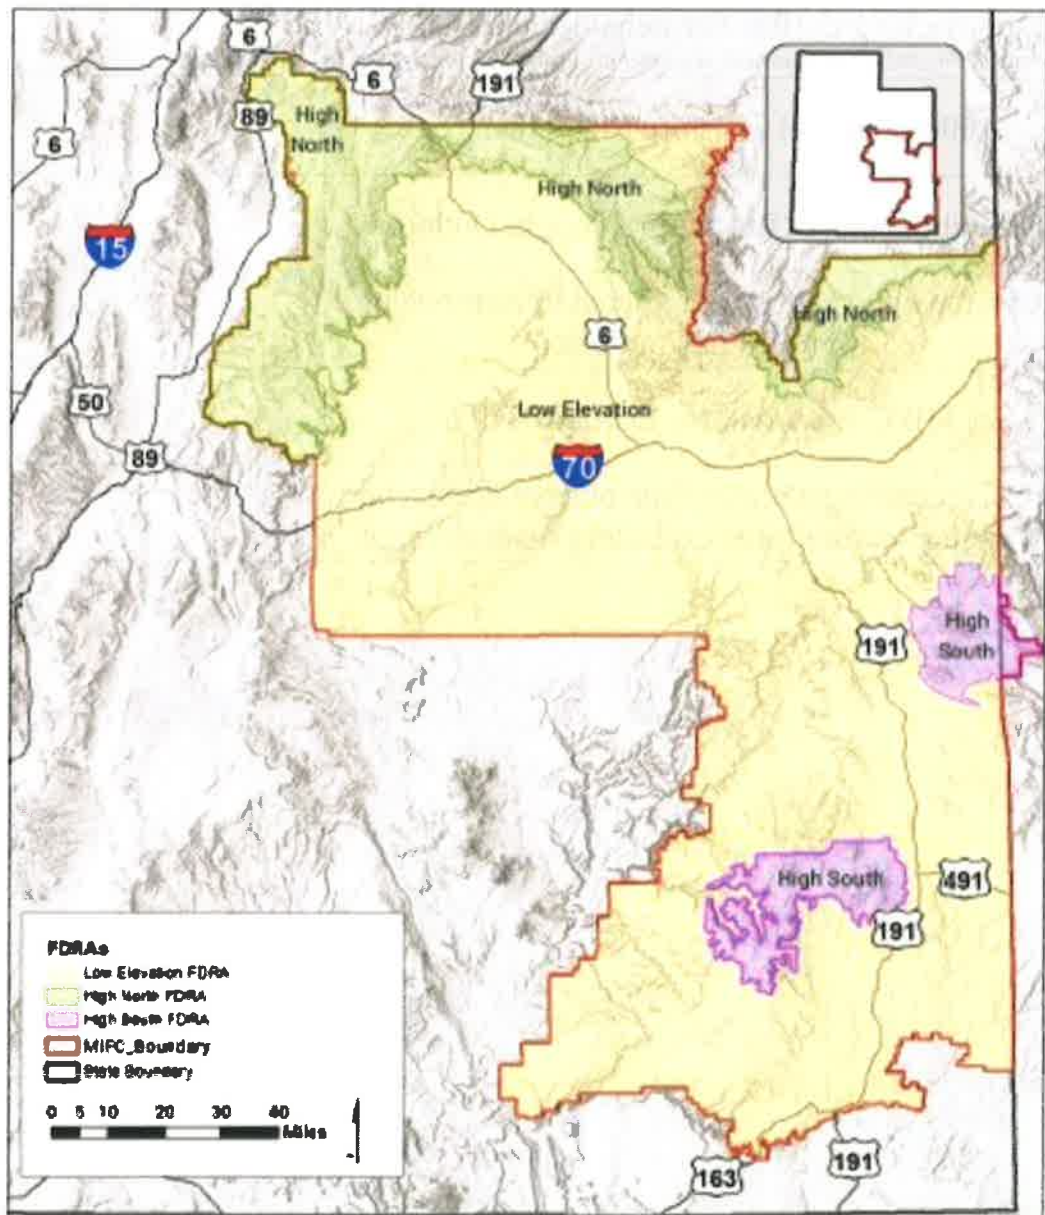 6
6
191
89
High
North
6
High North
15
High North
6
50
Low Elevation
89
70
High
South
191
High South
491
191
FDRAs
Low Elevation FDRA
High North FDRA
High South FDRA
MIFC_Boundary
State Boundary
0 5 10 20 30 40
Miles
163
191